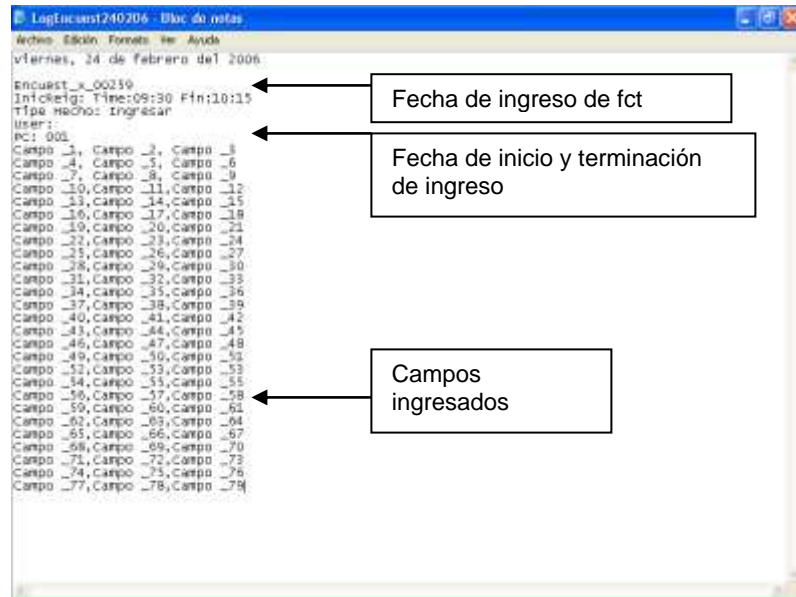 LogEncuest240206 - Bloc de notas
Archivo Edición Formato Ver Ayuda
viernes, 24 de febrero del 2006
Encuest_x_00259
Time:09:30 Fin:10:15
Tipe Hecho: Ingresar
User:
PC: 001
Campo _1, Campo _2, Campo _3
Campo _4, Campo _5, Campo _6
Campo _7, Campo _8, Campo _9
Campo _10,Campo _11,Campo _12
Campo _13,Campo _14,Campo _15
Campo _16,Campo _17,Campo _18
Campo _19,Campo _20,Campo _21
Campo _22,Campo _23,Campo _24
Campo _25,Campo _26,Campo _27
Campo _28,Campo _29,Campo _30
Campo _31,Campo _32,Campo _33
Campo _34,Campo _35,Campo _36
Campo _37,Campo _38,Campo _39
Campo _40,Campo _41,Campo _42
Campo _43,Campo _44,Campo _45
Campo _46,Campo _47,Campo _48
Campo _49,Campo _50,Campo _51
Campo _52,Campo _53,Campo _53
Campo _54,Campo _55,Campo _55
Campo _56,Campo _57,Campo _58
Campo _59,Campo _60,Campo _61
Campo _62,Campo _63,Campo _64
Campo _65,Campo _66,Campo _67
Campo _68,Campo _69,Campo _70
Campo _71,Campo _72,Campo _73
Campo _74,Campo _75,Campo _76
Campo _77,Campo _78,Campo _79
Fecha de ingreso de fct
Fecha de inicio y terminación
de ingreso
Campos
ingresados